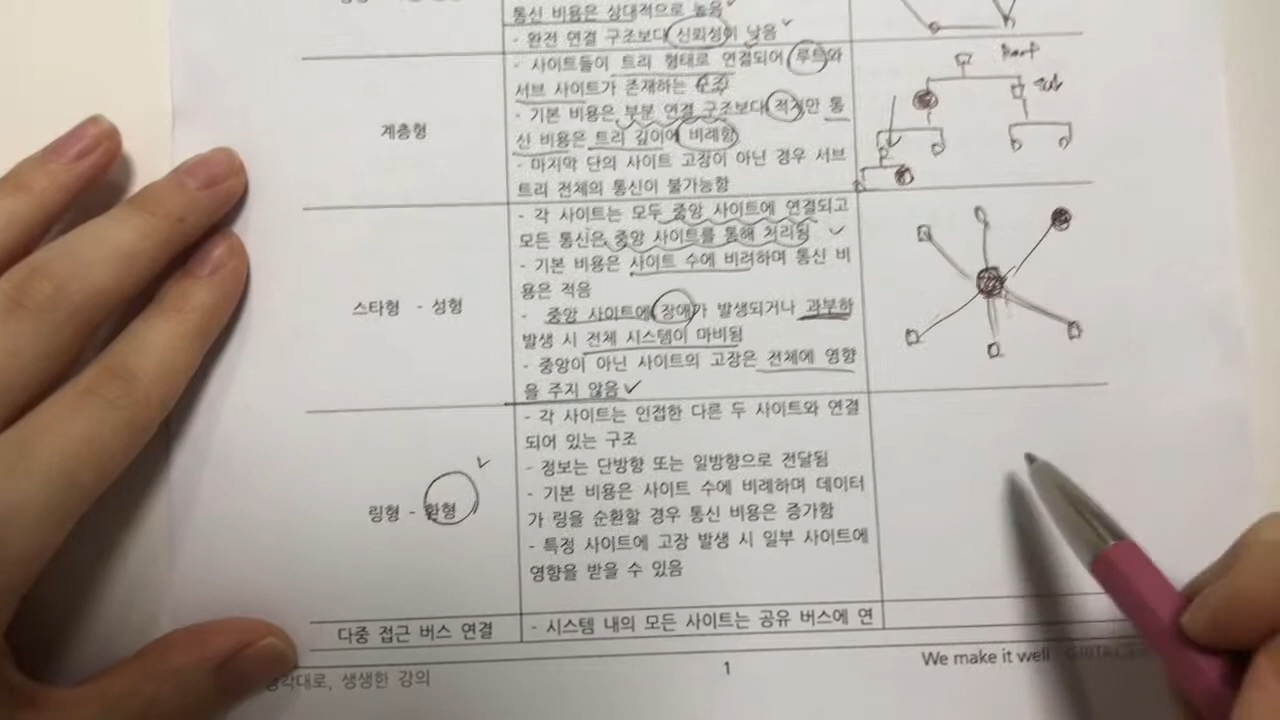 통신 비용은 상대적으로 높음
- 완전 연결 구조보다 신뢰성이 낮음
계층형
- 사이트들이 트리 형태로 연결되어 루트와
서브 사이트가 존재하는 구조
- 기본 비용은 부분 연결 구조보다 적지만 통
신 비용은 트리 깊이에 비례함
- 마지막 단의 사이트 고장이 아닌 경우 서브
트리 전체의 통신이 불가능함
sub
스타형 - 성형
- 각 사이트는 모두 중앙 사이트에 연결되고
모든 통신은 중앙 사이트를 통해 처리됨
- 기본 비용은 사이트 수에 비려하며 통신 비
용은 적음
- 중앙 사이트에 장애가 발생되거나 과부하
발생 시 전체 시스템이 마비됨
- 중앙이 아닌 사이트의 고장은 전체에 영향
을 주지 않음
링형 - 환형
- 각 사이트는 인접한 다른 두 사이트와 연결
되어 있는 구조
- 정보는 단방향 또는 일방향으로 전달됨
- 기본 비용은 사이트 수에 비례하며 데이터
가 링을 순환할 경우 통신 비용은 증가함
- 특정 사이트에 고장 발생 시 일부 사이트에
영향을 받을 수 있음
다중 접근 버스 연결
- 시스템 내의 모든 사이트는 공유 버스에 연
생각대로, 생생한 강의
1
We make it well